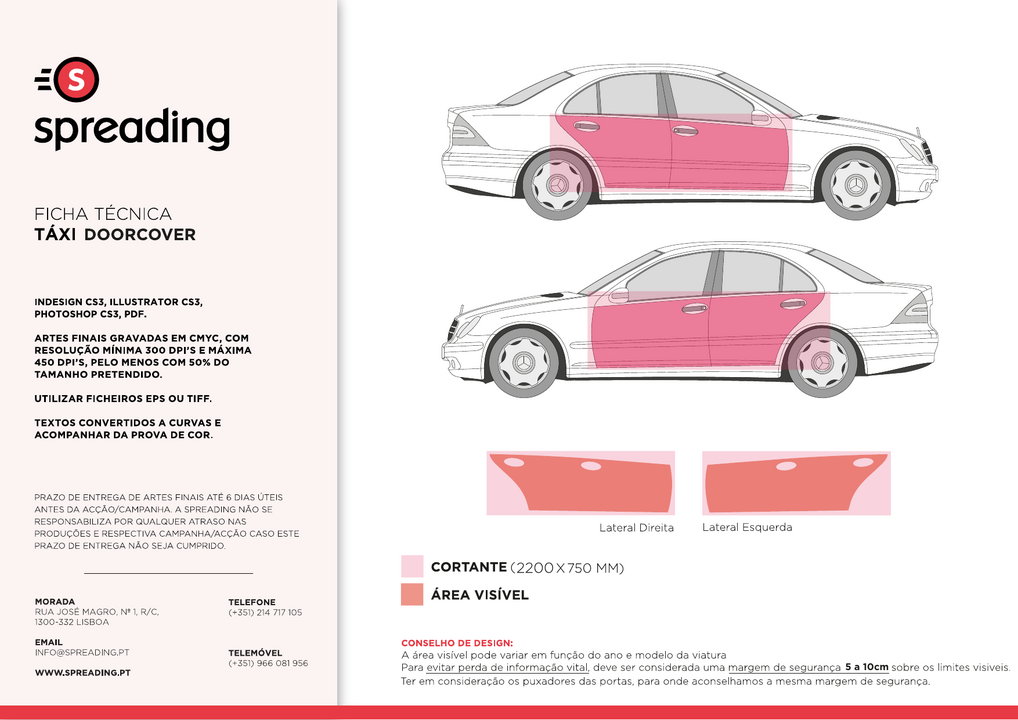 S
spreading
FICHA TÉCNICA
TÁXI DOORCOVER
INDESIGN CS3, ILLUSTRATOR CS3,
PHOTOSHOP CS3, PDF.
ARTES FINAIS GRAVADAS EM CMYC, COM
RESOLUÇÃO MÍNIMA 300 DPI'S E MÁXIMA
450 DPI'S, PELO MENOS COM 50% DO
TAMANHO PRETENDIDO.
UTILIZAR FICHEIROS EPS OU TIFF.
TEXTOS CONVERTIDOS A CURVAS E
ACOMPANHAR DA PROVA DE COR.
PRAZO DE ENTREGA DE ARTES FINAIS ATÉ 6 DIAS ÚTEIS
ANTES DA ACÇÃO/CAMPANHA. A SPREADING NÃO SE
RESPONSABILIZA POR QUALQUER ATRASO NAS
PRODUÇÕES E RESPECTIVA CAMPANHA/ACÇÃO CASO ESTE
PRAZO DE ENTREGA NÃO SEJA CUMPRIDO.
MORADA
RUA JOSÉ MAGRO, Nº 1, R/C,
1300-332 LISBOA
EMAIL
INFO@SPREADING.PT
WWW.SPREADING.PT
TELEFONE
(+351) 214 717 105
TELEMÓVEL
(+351) 966 081 956
Lateral Direita
Lateral Esquerda
CORTANTE (2200 X 750 MM)
ÁREA VISÍVEL
CONSELHO DE DESIGN:
A área visível pode variar em função do ano e modelo da viatura
Para evitar perda de informação vital, deve ser considerada uma margem de segurança 5 a 10cm sobre os limites visiveis.
Ter em consideração os puxadores das portas, para onde aconselhamos a mesma margem de segurança.